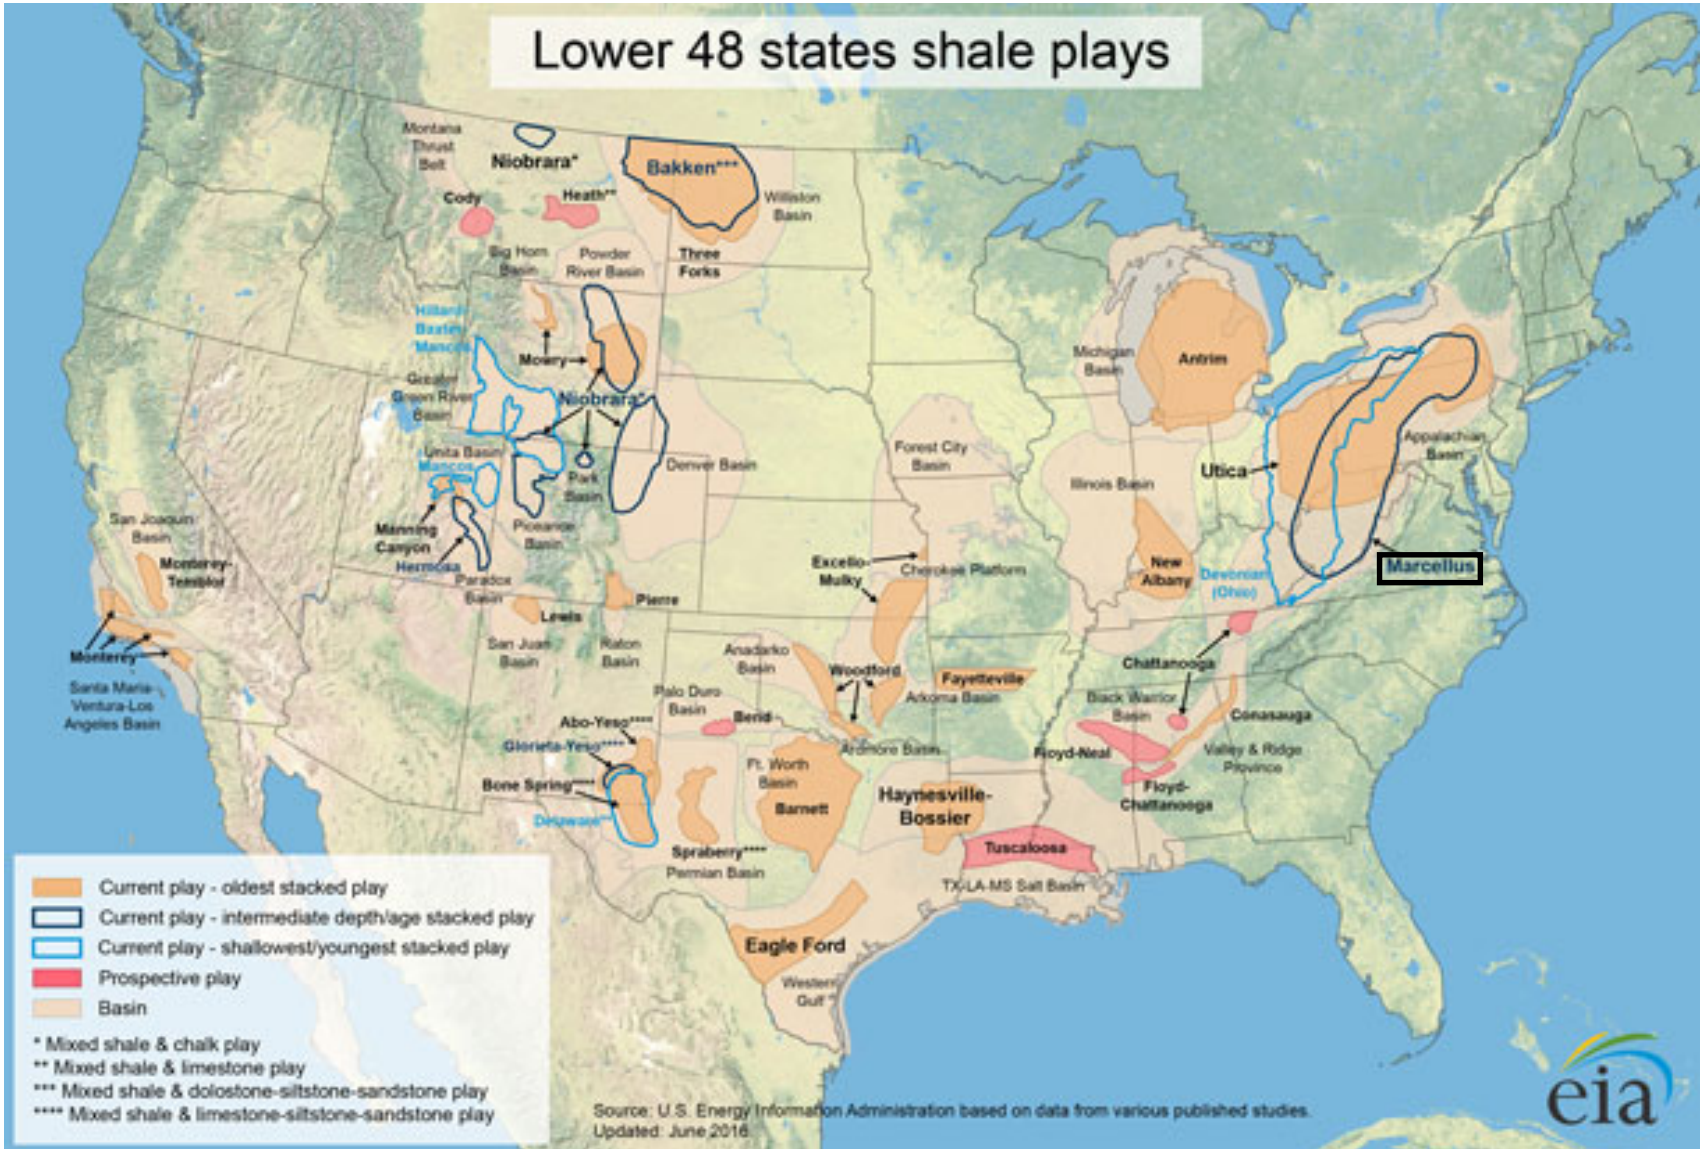 Lower 48 states shale plays
Montana
Thrust
Belt
Niobrara*
Bakken***
Cody
Heath**
Williston
Basin
Big Horn
Basin
Powder
River Basin
Three
Forks
Hilliard-
Baxter-
Mancos
Mowry
Greater
Green River
Basin
Niobrara*
Uinta Basin
Mancos
Park
Basin
Denver Basin
Manning
Canyon
Piceance
Basin
Hermosa
Paradox
Basin
San Joaquin
Basin
Monterey-
Temblor
Monterey
Santa Maria
Ventura-Los
Angeles Basin
Lewis
San Juan
Basin
Pierre
Raton
Basin
Forest City
Basin
Excello-
Mulky
Cherokee Platform
Michigan
Basin
Antrim
Illinois Basin
New
Albany
Utica
Appalachian
Basin
Marcellus
Devonian
(Ohio)
Chattanooga
Anadarko
Basin
Woodford
Fayetteville
Arkoma Basin
Palo Duro
Basin
Bend
Ardmore Basin
Black Warrior
Basin
Conasauga
Floyd-Neal
Valley & Ridge
Province
Floyd-
Chattanooga
Abo-Yeso****
Glorieta-Yeso****
Bone Spring****
Delaware**
Ft. Worth
Basin
Barnett
Spraberry****
Permian Basin
Haynesville-
Bossier
Tuscaloosa
TX-LA-MS Salt Basin
Eagle Ford
Western
Gulf
Current play - oldest stacked play
Current play - intermediate depth/age stacked play
Current play - shallowest/youngest stacked play
Prospective play
Basin
* Mixed shale & chalk play
** Mixed shale & limestone play
*** Mixed shale & dolostone-siltstone-sandstone play
**** Mixed shale & limestone-siltstone-sandstone play
Source: U.S. Energy Information Administration based on data from various published studies.
Updated: June 2016
eia